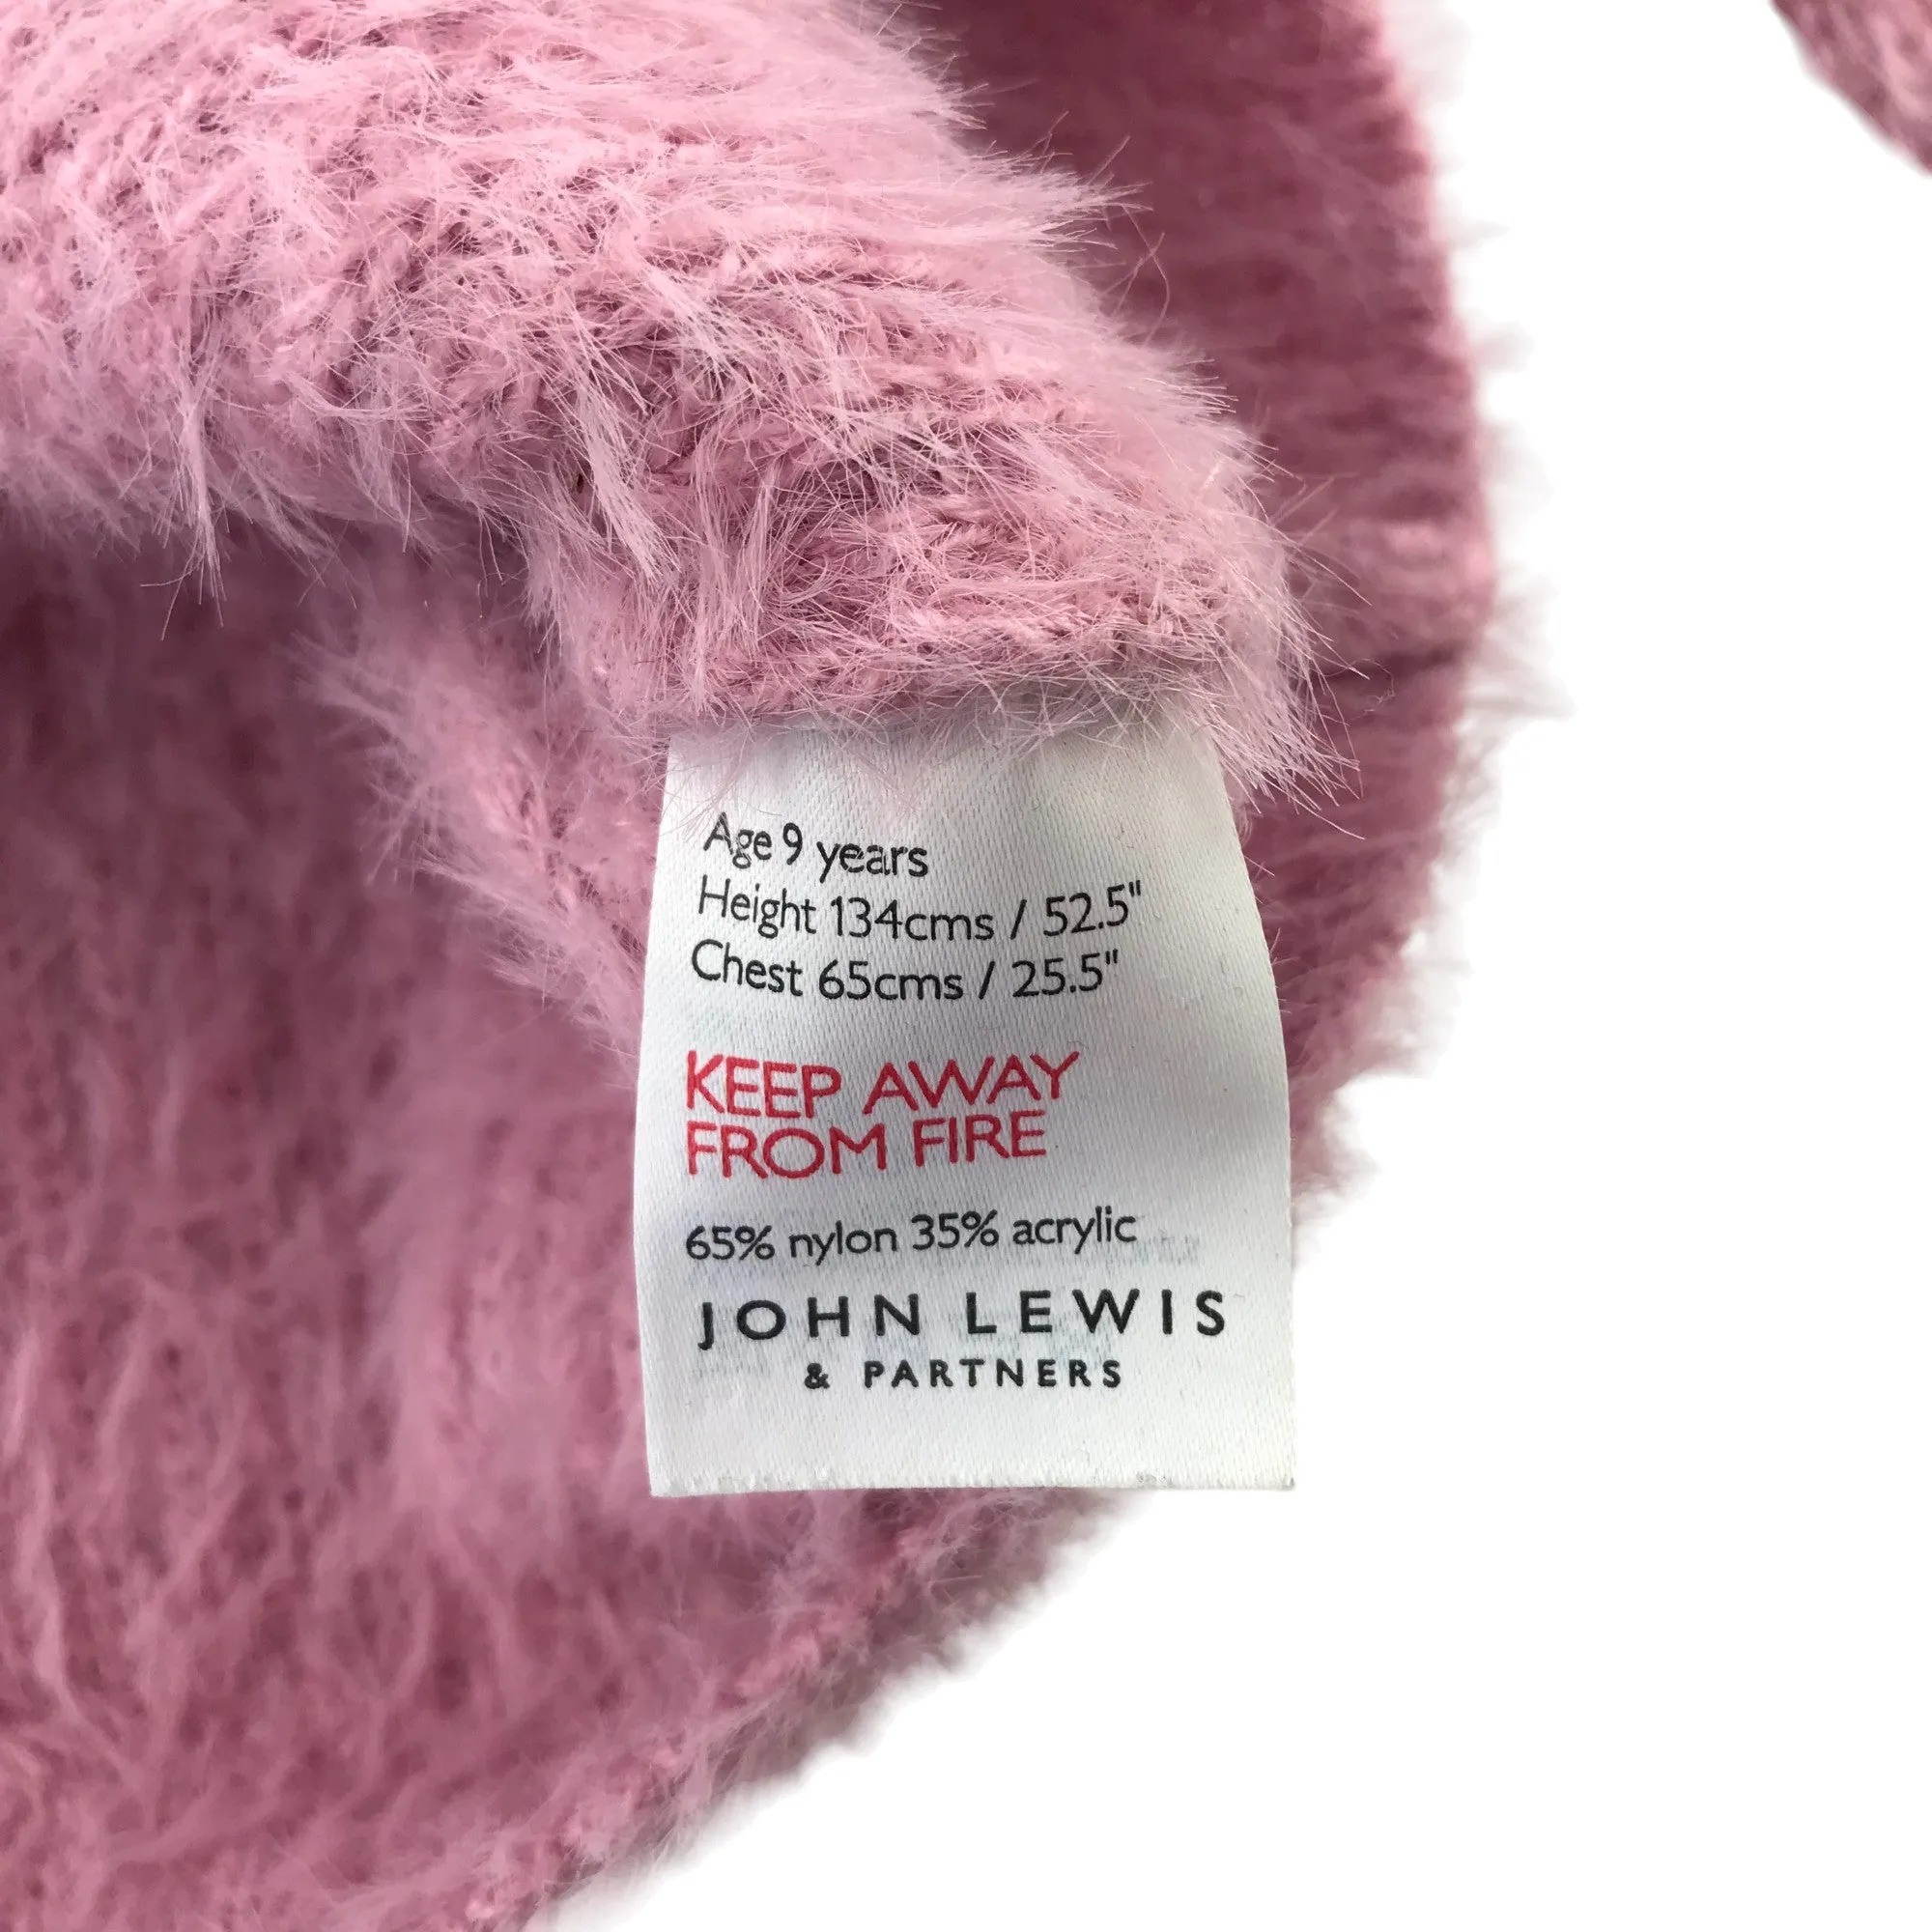 Age 9 years
Height 134cms / 52.5"
Chest 65cms / 25.5"
KEEP AWAY
FROM FIRE
65% nylon 35% acrylic
JOHN LEWIS
& PARTNERS